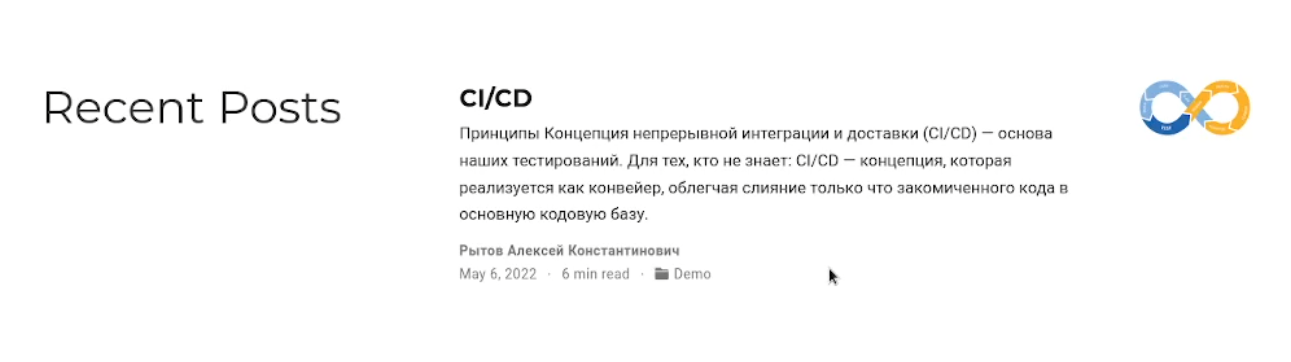 Recent Posts
CI/CD
Принципы Концепция непрерывной интеграции и доставки (CI/CD) — основа
наших тестирований. Для тех, кто не знает: CI/CD — концепция, которая
реализуется как конвейер, облегчая слияние только что закомиченного кода в
основную кодовую базу.
Рытов Алексей Константинович
May 6, 2022 · 6 min read · Demo